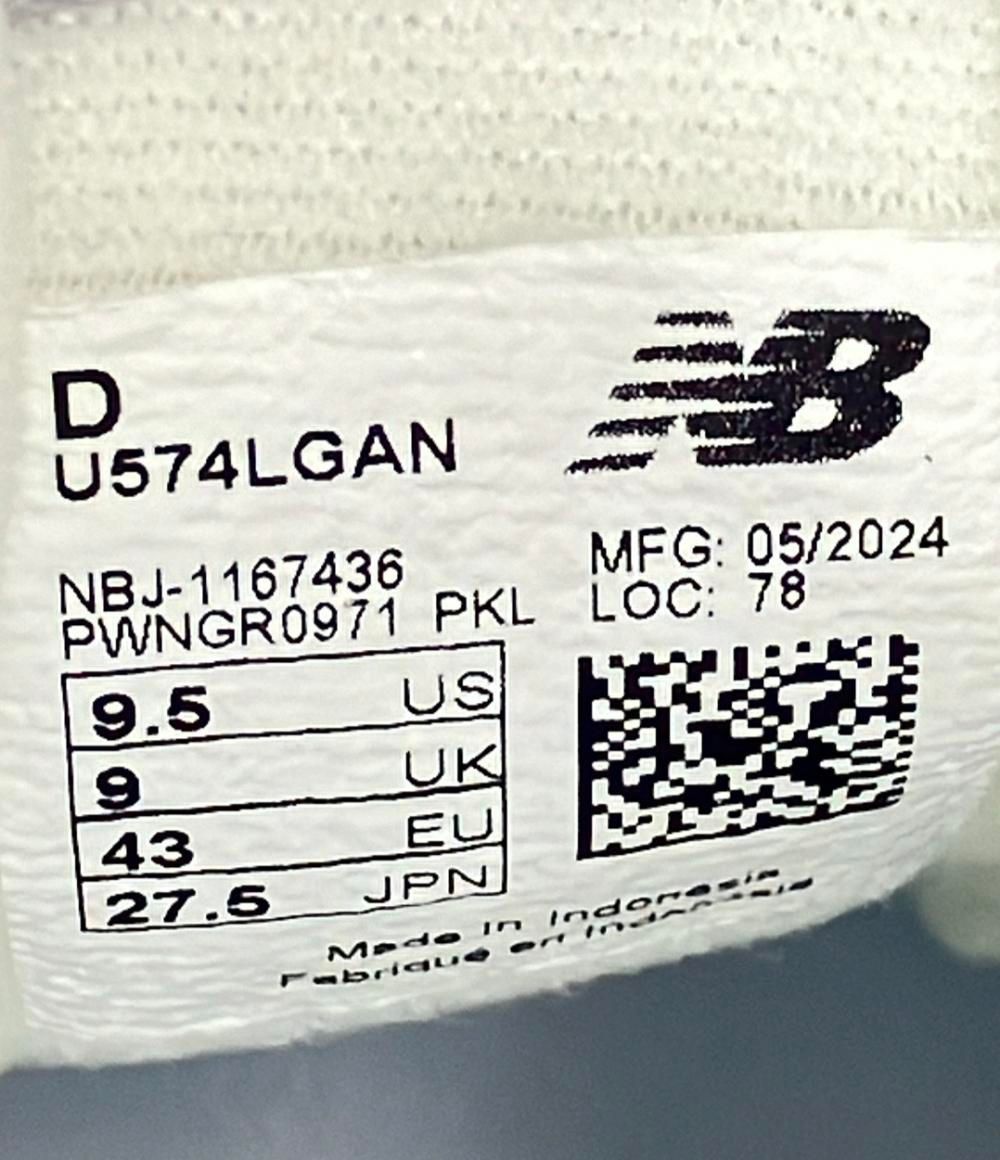 D
U574LGAN
NB
NBJ-1167436
PWNGR0971 PKL
MFG: 05/2024
LOC: 78
9.5 US
9 UK
43 EU
27.5 JPN
Made in Indonesia
Fabriqué en Indonésie